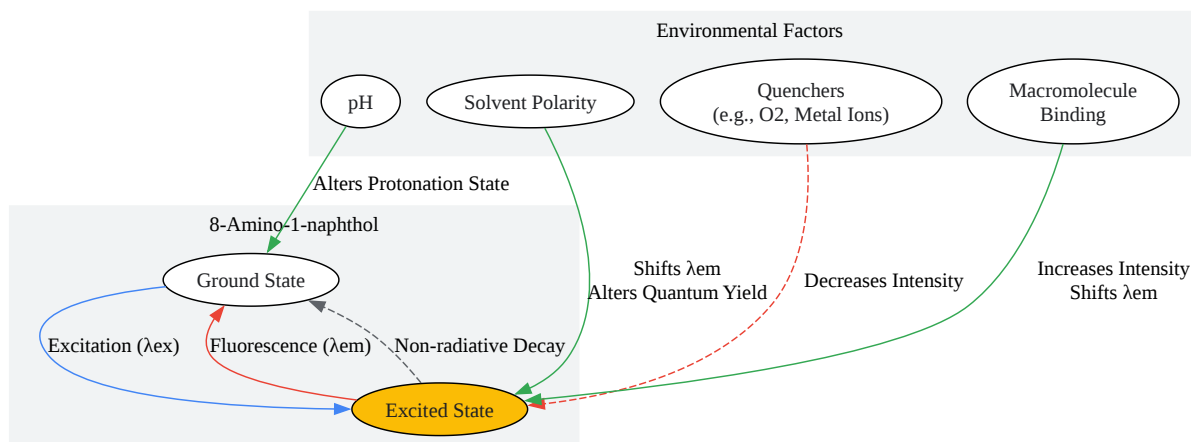 Environmental Factors
pH
Solvent Polarity
Quenchers
(e.g., O2, Metal Ions)
Macromolecule
Binding
Alters Protonation State
8-Amino-1-naphthol
Ground State
Shifts λem
Alters Quantum Yield
Decreases Intensity
Increases Intensity
Shifts λem
Excitation (λex)
Fluorescence (λem)
Non-radiative Decay
Excited State